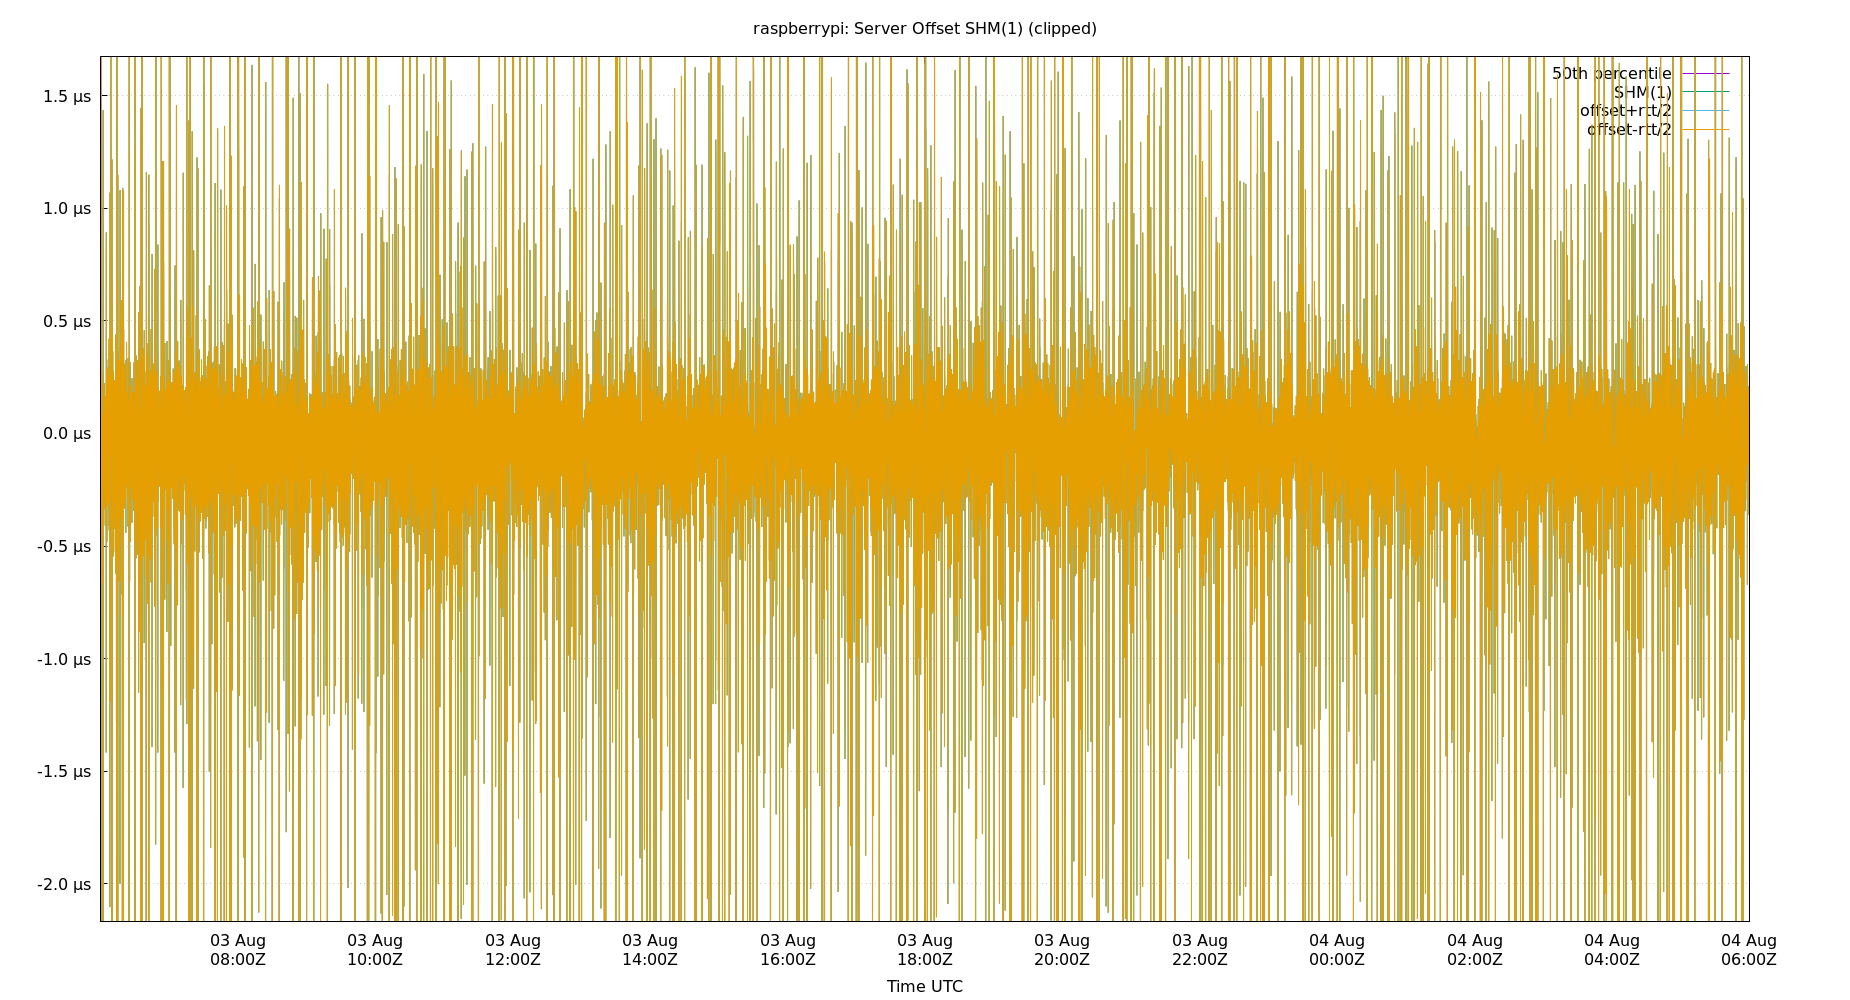 raspberrypi: Server Offset SHM(1) (clipped)
50th percentile
SHM(1)
offset+rtt/2
offset-rtt/2
1.5 µs
1.0 µs
0.5 µs
0.0 µs
-0.5 µs
-1.0 µs
-1.5 µs
-2.0 µs
03 Aug 03 Aug 03 Aug 03 Aug 03 Aug 03 Aug 03 Aug 03 Aug 04 Aug 04 Aug 04 Aug 04 Aug
08:00Z 10:00Z 12:00Z 14:00Z 16:00Z 18:00Z 20:00Z 22:00Z 00:00Z 02:00Z 04:00Z 06:00Z
Time UTC